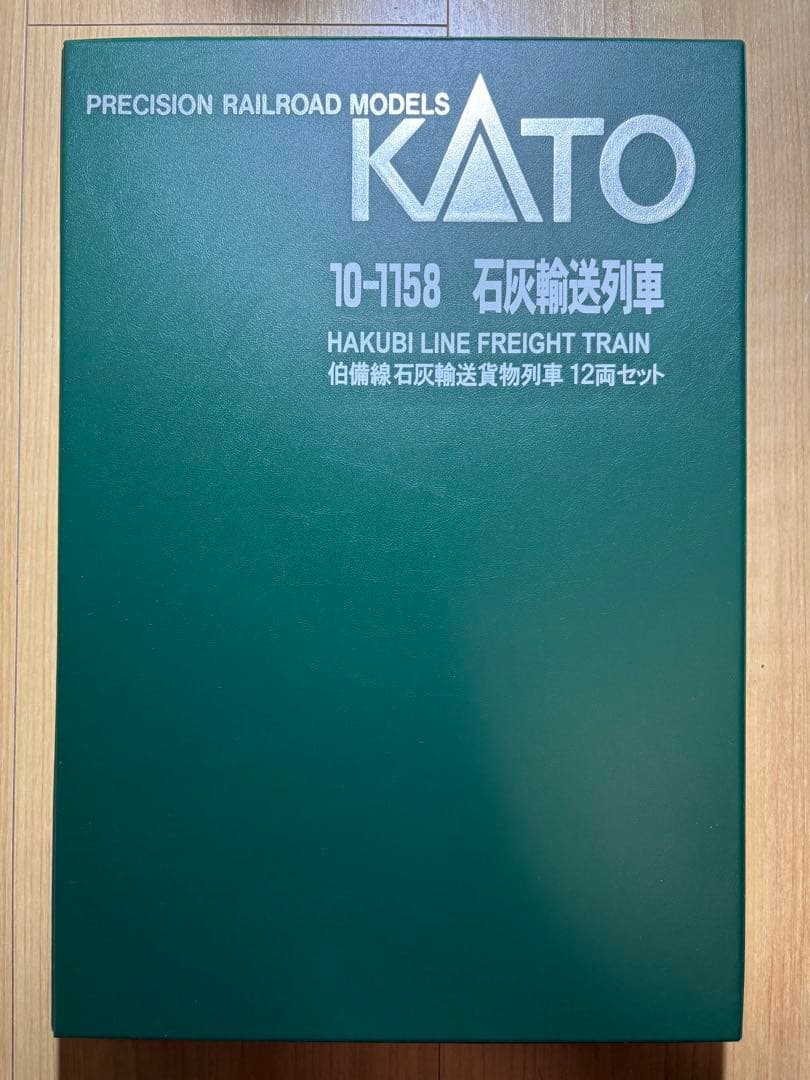 PRECISION RAILROAD MODELS
KATO
10-1158 石灰輸送列車
HAKUBI LINE FREIGHT TRAIN
伯備線石灰輸送貨物列車 12両セット